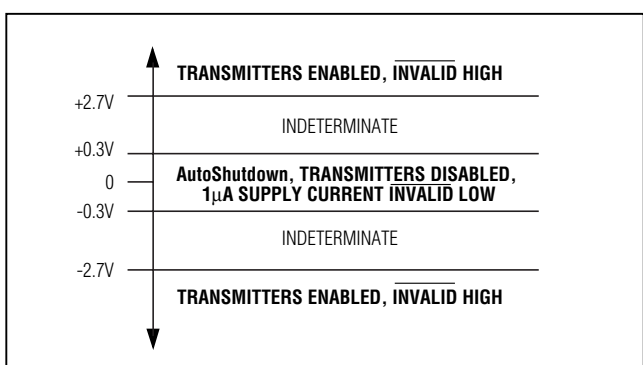 TRANSMITTERS ENABLED, INVALID HIGH
+2.7V
INDETERMINATE
+0.3V
AutoShutdown, TRANSMITTERS DISABLED,
0
1µA SUPPLY CURRENT INVALID LOW
-0.3V
INDETERMINATE
-2.7V
TRANSMITTERS ENABLED, INVALID HIGH